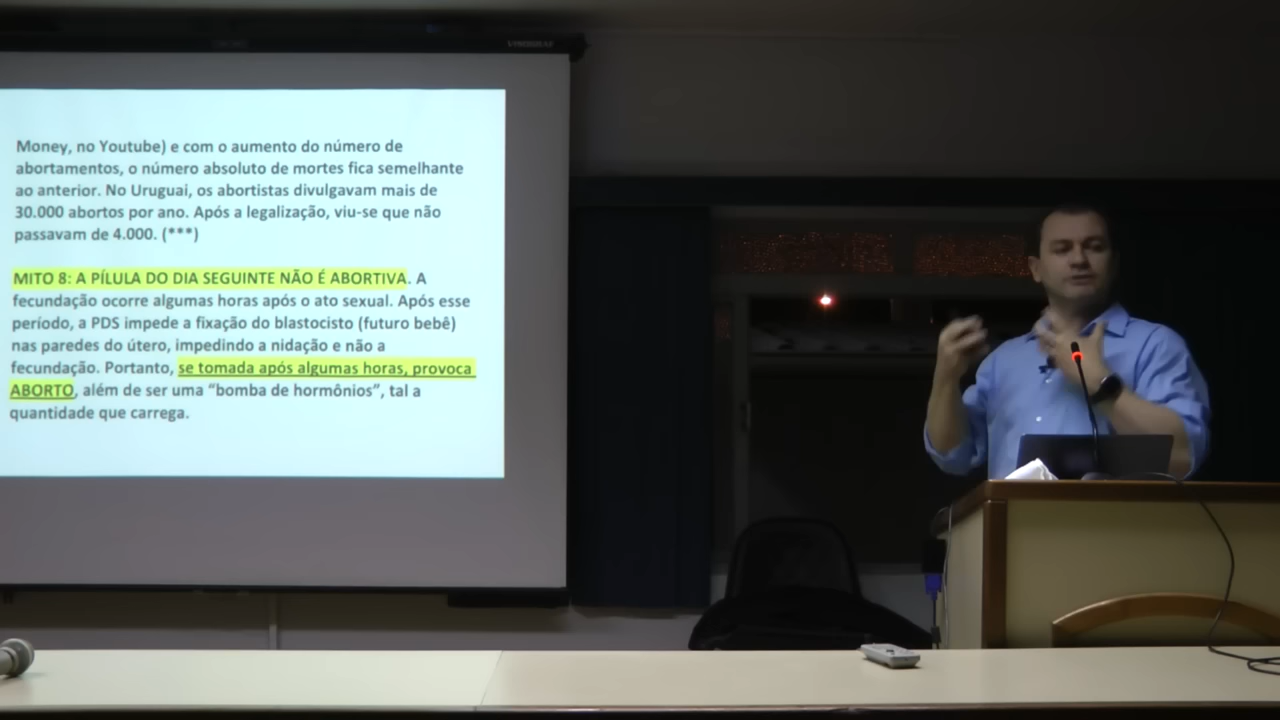 Money, no Youtube) e com o aumento do número de
abortamentos, o número absoluto de mortes fica semelhante
ao anterior. No Uruguai, os abortistas divulgavam mais de
30.000 abortos por ano. Após a legalização, viu-se que não
passavam de 4.000. (***)
MITO 8: A PÍLULA DO DIA SEGUINTE NÃO É ABORTIVA. A
fecundação ocorre algumas horas após o ato sexual. Após esse
período, a PDS impede a fixação do blastocisto (futuro bebê)
nas paredes do útero, impedindo a nidação e não a
fecundação. Portanto, se tomada após algumas horas, provoca
ABORTO, além de ser uma “bomba de hormônios”, tal a
quantidade que carrega.